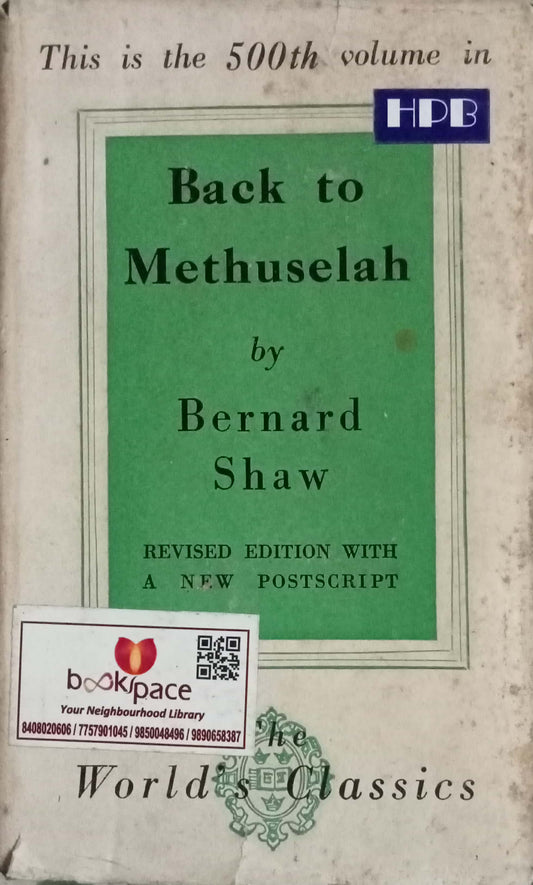 This is the 500th volume in
HPB
Back to
Methuselah
by
Bernard
Shaw
REVISED EDITION WITH
A NEW POSTSCRIPT
bookspace
Your Neighbourhood Library
8408020606 / 7757901045 / 9850048496 / 9890658387
The
World's Classics